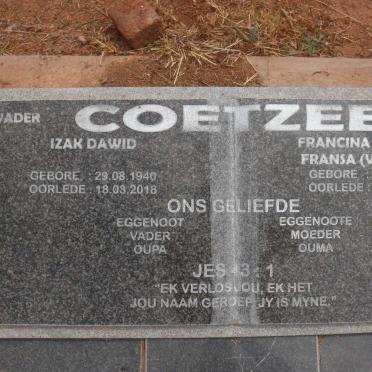 VADER COETZEE
IZAK DAWID FRANCINA
FRANSA (V
GEBORE : 29.08.1940 GEBORE :
OORLEDE : 18.03.2018 OORLEDE :
ONS GELIEFDE
EGGENOOT EGGENOTE
VADER MOEDER
OUPA OUMA
JES 43 : 1
"EK VERLOS JOU, EK HET
JOU NAAM GEROEP JY IS MYNE."